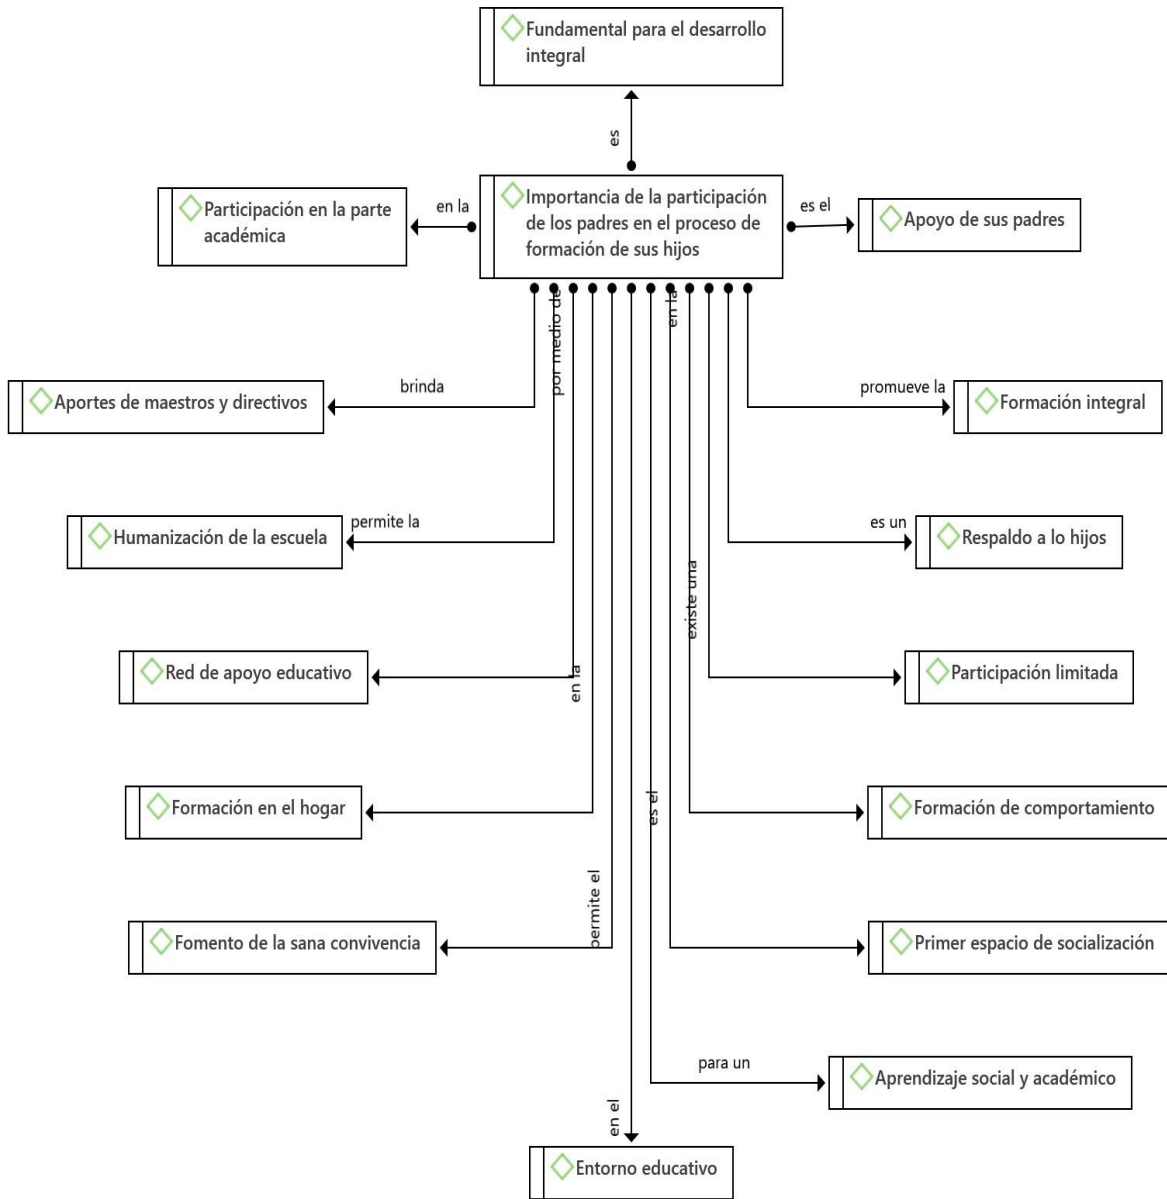 Fundamental para el desarrollo
integral
es
Participación en la parte
académica
en la
Importancia de la participación
de los padres en el proceso de
formación de sus hijos
es el
Apoyo de sus padres
por medio de
en la
Aportes de maestros y directivos
brinda
promueve la
Formación integral
Humanización de la escuela
permite la
es un
Respaldo a lo hijos
existe una
Red de apoyo educativo
en la
Participación limitada
Formación en el hogar
es el
Formación de comportamiento
permite el
Fomento de la sana convivencia
Primer espacio de socialización
para un
Aprendizaje social y académico
en el
Entorno educativo